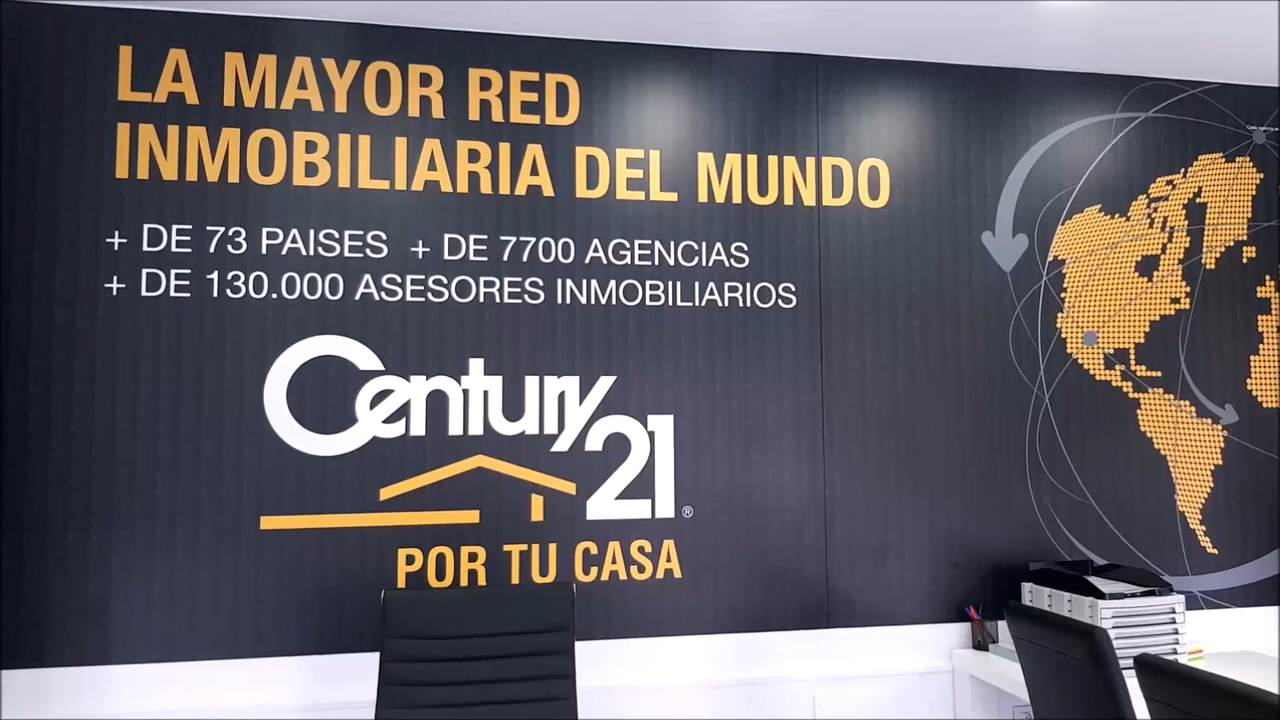 LA MAYOR RED
INMOBILIARIA DEL MUNDO
+ DE 73 PAISES + DE 7700 AGENCIAS
+ DE 130.000 ASESORES INMOBILIARIOS
Century
21®
POR TU CASA